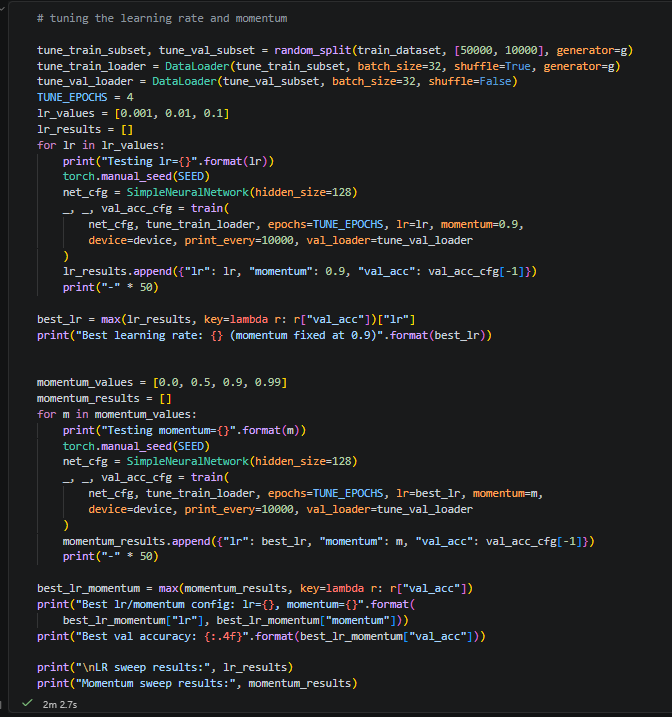 # tuning the learning rate and momentum
tune_train_subset, tune_val_subset = random_split(train_dataset, [50000, 10000], generator=g)
tune_train_loader = DataLoader(tune_train_subset, batch_size=32, shuffle=True, generator=g)
tune_val_loader = DataLoader(tune_val_subset, batch_size=32, shuffle=False)
TUNE_EPOCHS = 4
lr_values = [0.001, 0.01, 0.1]
lr_results = []
for lr in lr_values:
    print("Testing lr={}".format(lr))
    torch.manual_seed(SEED)
    net_cfg = SimpleNeuralNetwork(hidden_size=128)
    _, _, val_acc_cfg = train(
        net_cfg, tune_train_loader, epochs=TUNE_EPOCHS, lr=lr, momentum=0.9,
        device=device, print_every=10000, val_loader=tune_val_loader
    )
    lr_results.append({"lr": lr, "momentum": 0.9, "val_acc": val_acc_cfg[-1]})
    print("-" * 50)
best_lr = max(lr_results, key=lambda r: r["val_acc"])["lr"]
print("Best learning rate: {} (momentum fixed at 0.9)".format(best_lr))
momentum_values = [0.0, 0.5, 0.9, 0.99]
momentum_results = []
for m in momentum_values:
    print("Testing momentum={}".format(m))
    torch.manual_seed(SEED)
    net_cfg = SimpleNeuralNetwork(hidden_size=128)
    _, _, val_acc_cfg = train(
        net_cfg, tune_train_loader, epochs=TUNE_EPOCHS, lr=best_lr, momentum=m,
        device=device, print_every=10000, val_loader=tune_val_loader
    )
    momentum_results.append({"lr": best_lr, "momentum": m, "val_acc": val_acc_cfg[-1]})
    print("-" * 50)
best_lr_momentum = max(momentum_results, key=lambda r: r["val_acc"])
print("Best lr/momentum config: lr={}, momentum={}".format(
    best_lr_momentum["lr"], best_lr_momentum["momentum"]))
print("Best val accuracy: {:.4f}".format(best_lr_momentum["val_acc"]))
print("\nLR sweep results:", lr_results)
print("Momentum sweep results:", momentum_results)
2m 2.7s